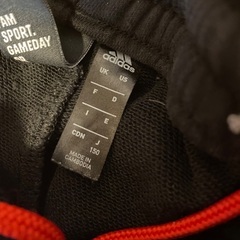 AM
SPORT.
GAMEDAY
adidas
UK US
F D
I E
CDN J
150
MADE IN
CAMBODIA